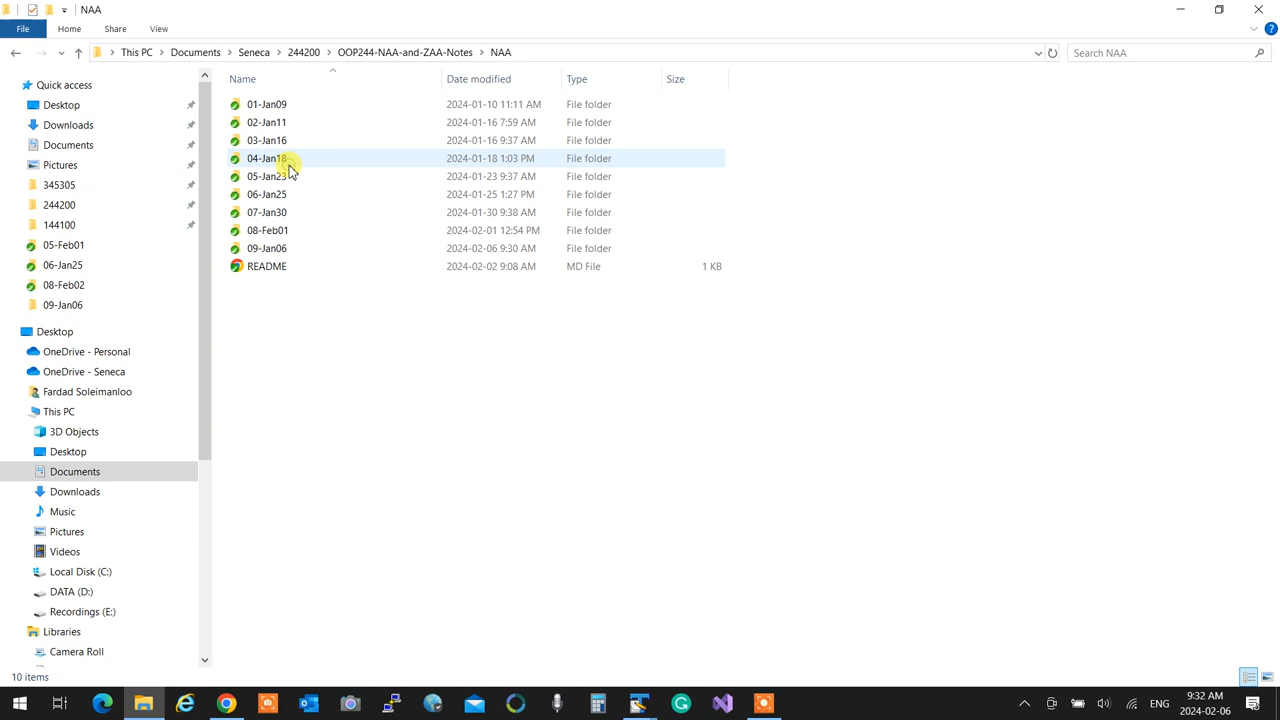 NAA
File
Home
Share
View
This PC
Documents
Seneca
244200
OOP244-NAA-and-ZAA-Notes
NAA
Search NAA
Name
Date modified
Type
Size
Quick access
Desktop
Downloads
Documents
Pictures
345305
244200
144100
05-Feb01
06-Jan25
08-Feb02
09-Jan06
Desktop
OneDrive - Personal
OneDrive - Seneca
Fardad Soleimanloo
This PC
3D Objects
Desktop
Documents
Downloads
Music
Pictures
Videos
Local Disk (C:)
DATA (D:)
Recordings (E:)
Libraries
Camera Roll
01-Jan09 2024-01-10 11:11 AM File folder
02-Jan11 2024-01-16 7:59 AM File folder
03-Jan16 2024-01-16 9:37 AM File folder
04-Jan18 2024-01-18 1:03 PM File folder
05-Jan23 2024-01-23 9:37 AM File folder
06-Jan25 2024-01-25 1:27 PM File folder
07-Jan30 2024-01-30 9:38 AM File folder
08-Feb01 2024-02-01 12:54 PM File folder
09-Jan06 2024-02-06 9:30 AM File folder
README 2024-02-02 9:08 AM MD File 1 KB
10 items
ENG
9:32 AM
2024-02-06